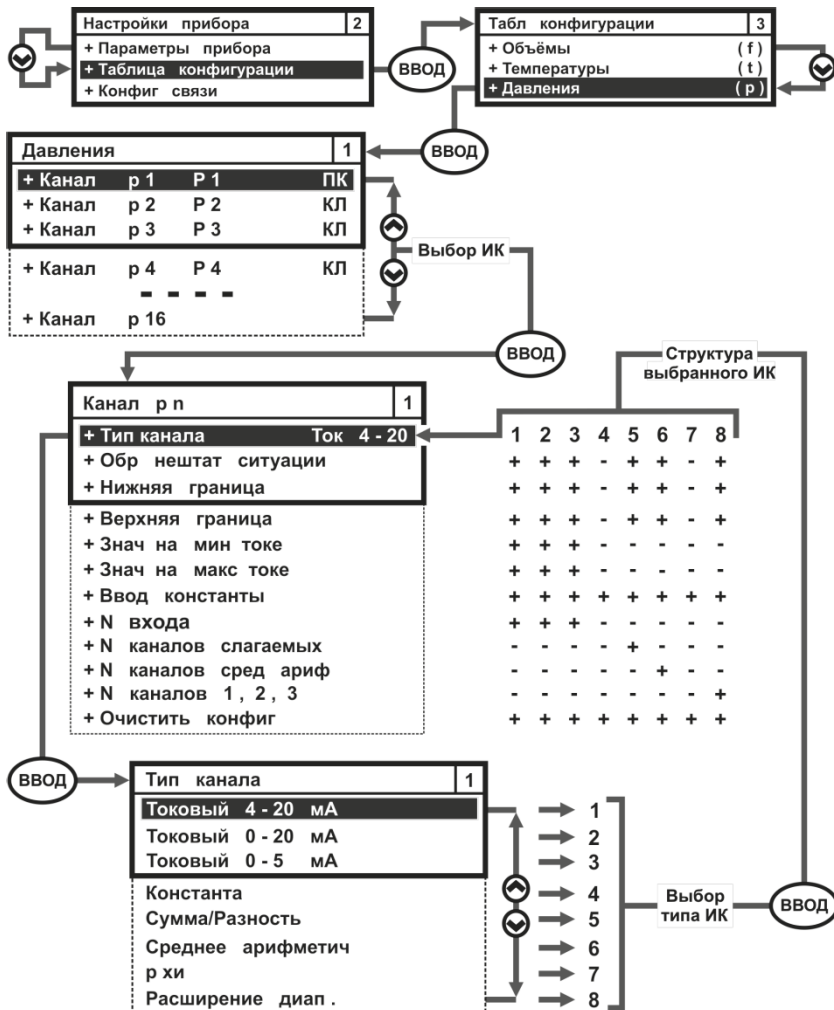 Настройки прибора 2
+ Параметры прибора
+ Таблица конфигурации
+ Конфиг связи
ВВОД
Табл конфигурации 3
+ Объёмы (f)
+ Температуры (t)
+ Давления (p)
ВВОД
Давления 1
+ Канал p 1 P 1 ПК
+ Канал p 2 P 2 КЛ
+ Канал p 3 P 3 КЛ
+ Канал p 4 P 4 КЛ
- - - -
+ Канал p 16
Выбор ИК
ВВОД
Структура
выбранного ИК
Канал p n 1
1 2 3 4 5 6 7 8
+ Тип канала Ток 4 - 20
+ Обр нештат ситуации + + + - + + - +
+ Нижняя граница + + + - + + - +
+ Верхняя граница + + + - + + - +
+ Знач на мин токе + + + - - - - -
+ Знач на макс токе + + + - - - - -
+ Ввод константы + + + + + + + +
+ N входа + + + - - - - -
+ N каналов слагаемых - - - - + - - -
+ N каналов сред ариф - - - - - + - -
+ N каналов 1 , 2 , 3 - - - - - - - +
+ Очистить конфиг + + + + + + + +
ВВОД
Тип канала 1
Токовый 4 - 20 мА 1
Токовый 0 - 20 мА 2
Токовый 0 - 5 мА 3
Константа 4
Сумма/Разность 5
Среднее арифметич 6
p хи 7
Расширение диап . 8
Выбор
типа ИК
ВВОД